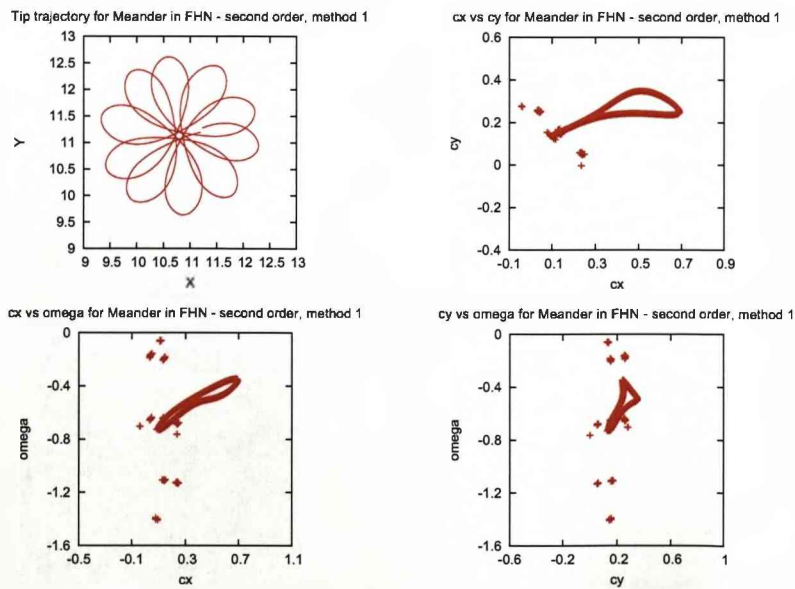 Tip trajectory for Meander in FHN - second order, method 1
13
12.5
12
11.5
11
10.5
10
9.5
9
Y
9 9.5 10 10.5 11 11.5 12 12.5 13
X
cx vs cy for Meander in FHN - second order, method 1
0.6
0.4
0.2
0
-0.2
-0.4
cy
-0.1 0.1 0.3 0.5 0.7 0.9
cx
cx vs omega for Meander in FHN - second order, method 1
0
-0.4
-0.8
-1.2
-1.6
omega
-0.5 -0.1 0.3 0.7 1.1
cx
cy vs omega for Meander in FHN - second order, method 1
0
-0.4
-0.8
-1.2
-1.6
omega
-0.6 -0.2 0.2 0.6 1
cy